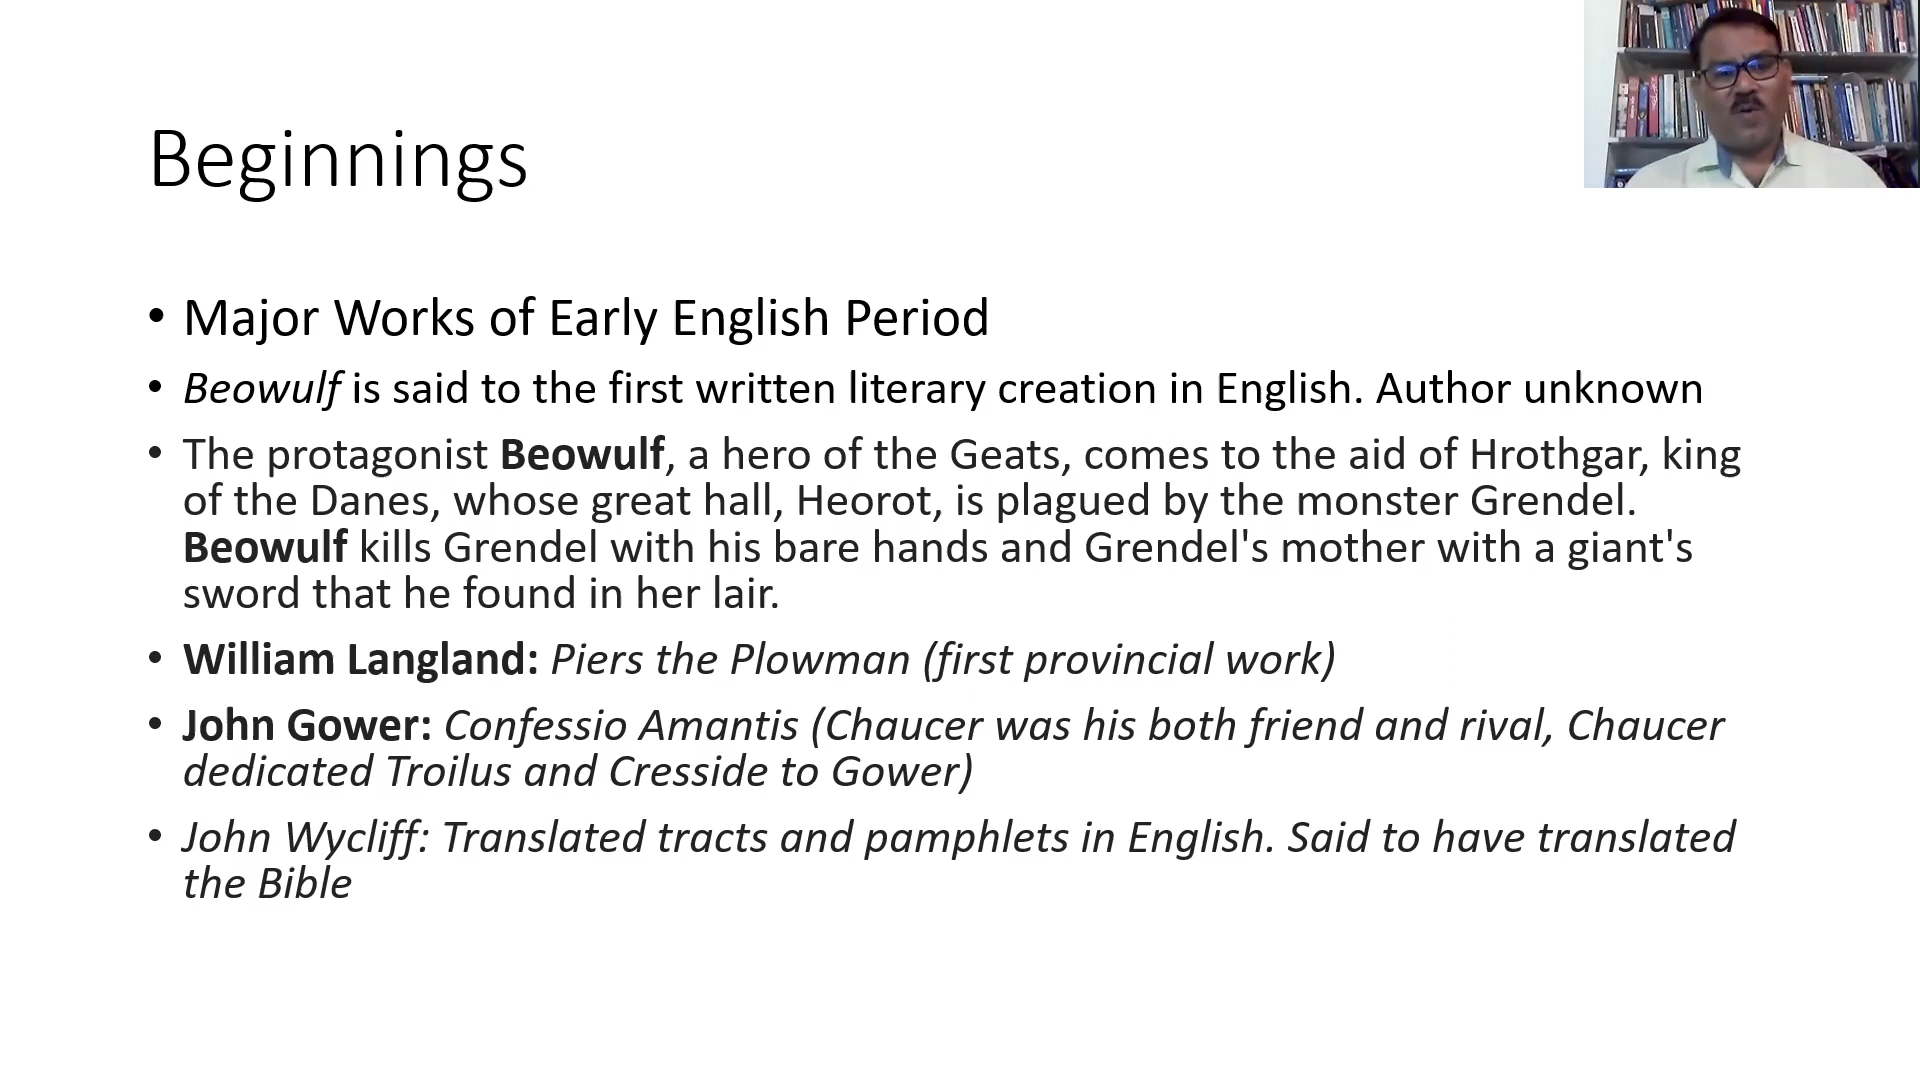 Beginnings
• Major Works of Early English Period
• Beowulf is said to the first written literary creation in English. Author unknown
• The protagonist Beowulf, a hero of the Geats, comes to the aid of Hrothgar, king
of the Danes, whose great hall, Heorot, is plagued by the monster Grendel.
Beowulf kills Grendel with his bare hands and Grendel's mother with a giant's
sword that he found in her lair.
• William Langland: Piers the Plowman (first provincial work)
• John Gower: Confessio Amantis (Chaucer was his both friend and rival, Chaucer
dedicated Troilus and Cresside to Gower)
• John Wycliff: Translated tracts and pamphlets in English. Said to have translated
the Bible